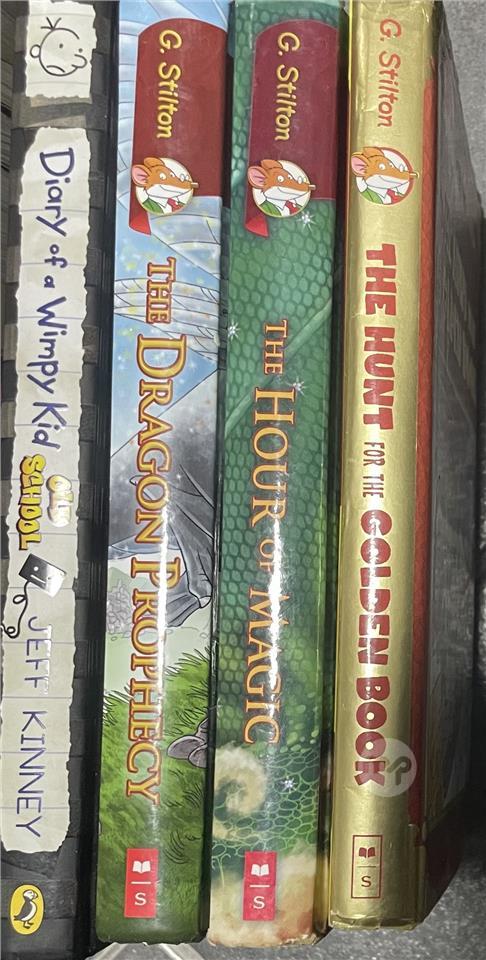 Diary of a Wimpy Kid
OLD SCHOOL
JEFF KINNEY
G. Stilton
THE DRAGON PROPHECY
S
G. Stilton
THE HOUR OF MAGIC
S
G. Stilton
THE HUNT FOR THE GOLDEN BOOK
S